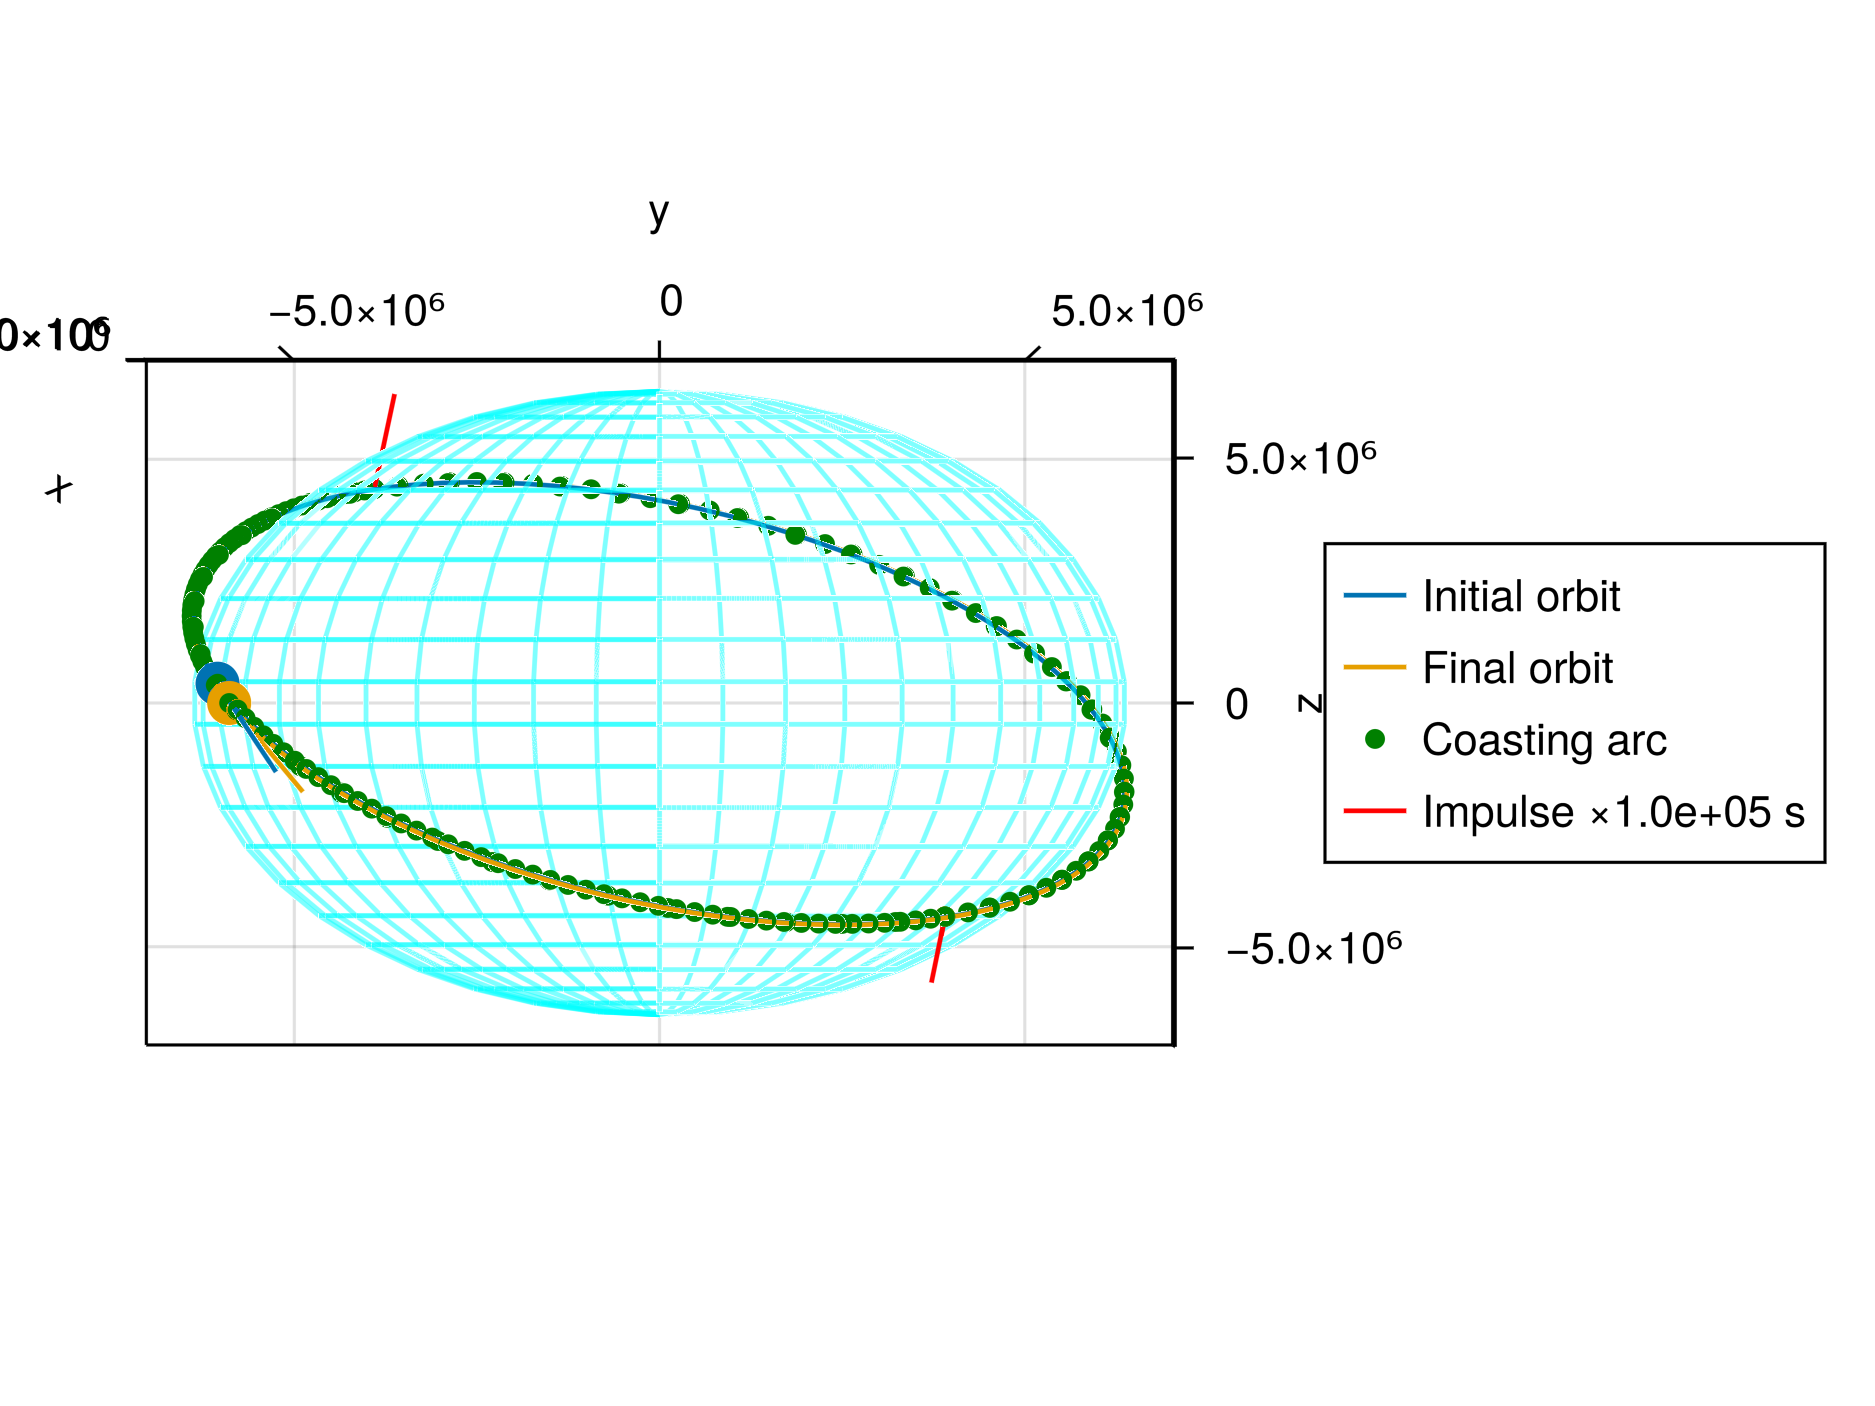 y
−5.0×10⁶
0
5.0×10⁶
x
5.0×10⁶
0
z
−5.0×10⁶
Initial orbit
Final orbit
Coasting arc
Impulse ×1.0e+05 s